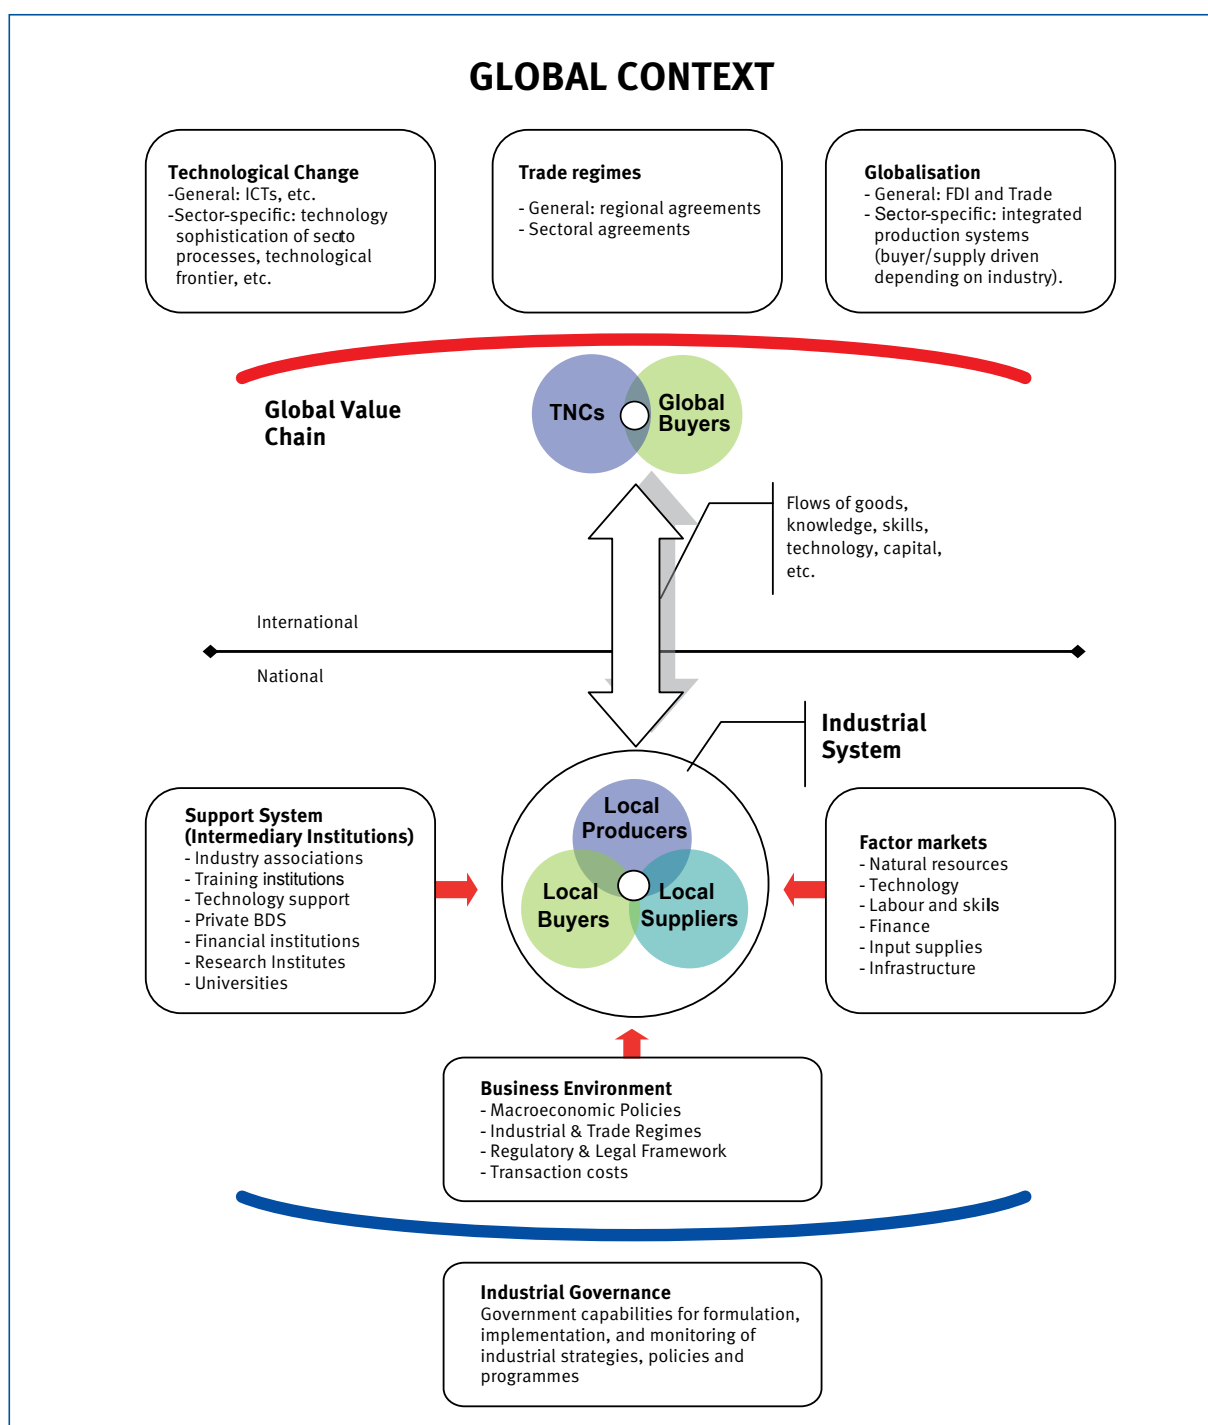 GLOBAL CONTEXT
Technological Change
-General: ICTs, etc.
-Sector-specific: technology
sophistication of secto
processes, technological
frontier, etc.
Trade regimes
- General: regional agreements
- Sectoral agreements
Globalisation
- General: FDI and Trade
- Sector-specific: integrated
production systems
(buyer/supply driven
depending on industry).
Global Value
Chain
TNCs
Global
Buyers
Flows of goods,
knowledge, skills,
technology, capital,
etc.
International
National
Industrial
System
Support System
(Intermediary Institutions)
- Industry associations
- Training institutions
- Technology support
- Private BDS
- Financial institutions
- Research Institutes
- Universities
Local
Producers
Local
Buyers
Local
Suppliers
Factor markets
- Natural resources
- Technology
- Labour and skills
- Finance
- Input supplies
- Infrastructure
Business Environment
- Macroeconomic Policies
- Industrial & Trade Regimes
- Regulatory & Legal Framework
- Transaction costs
Industrial Governance
Government capabilities for formulation,
implementation, and monitoring of
industrial strategies, policies and
programmes